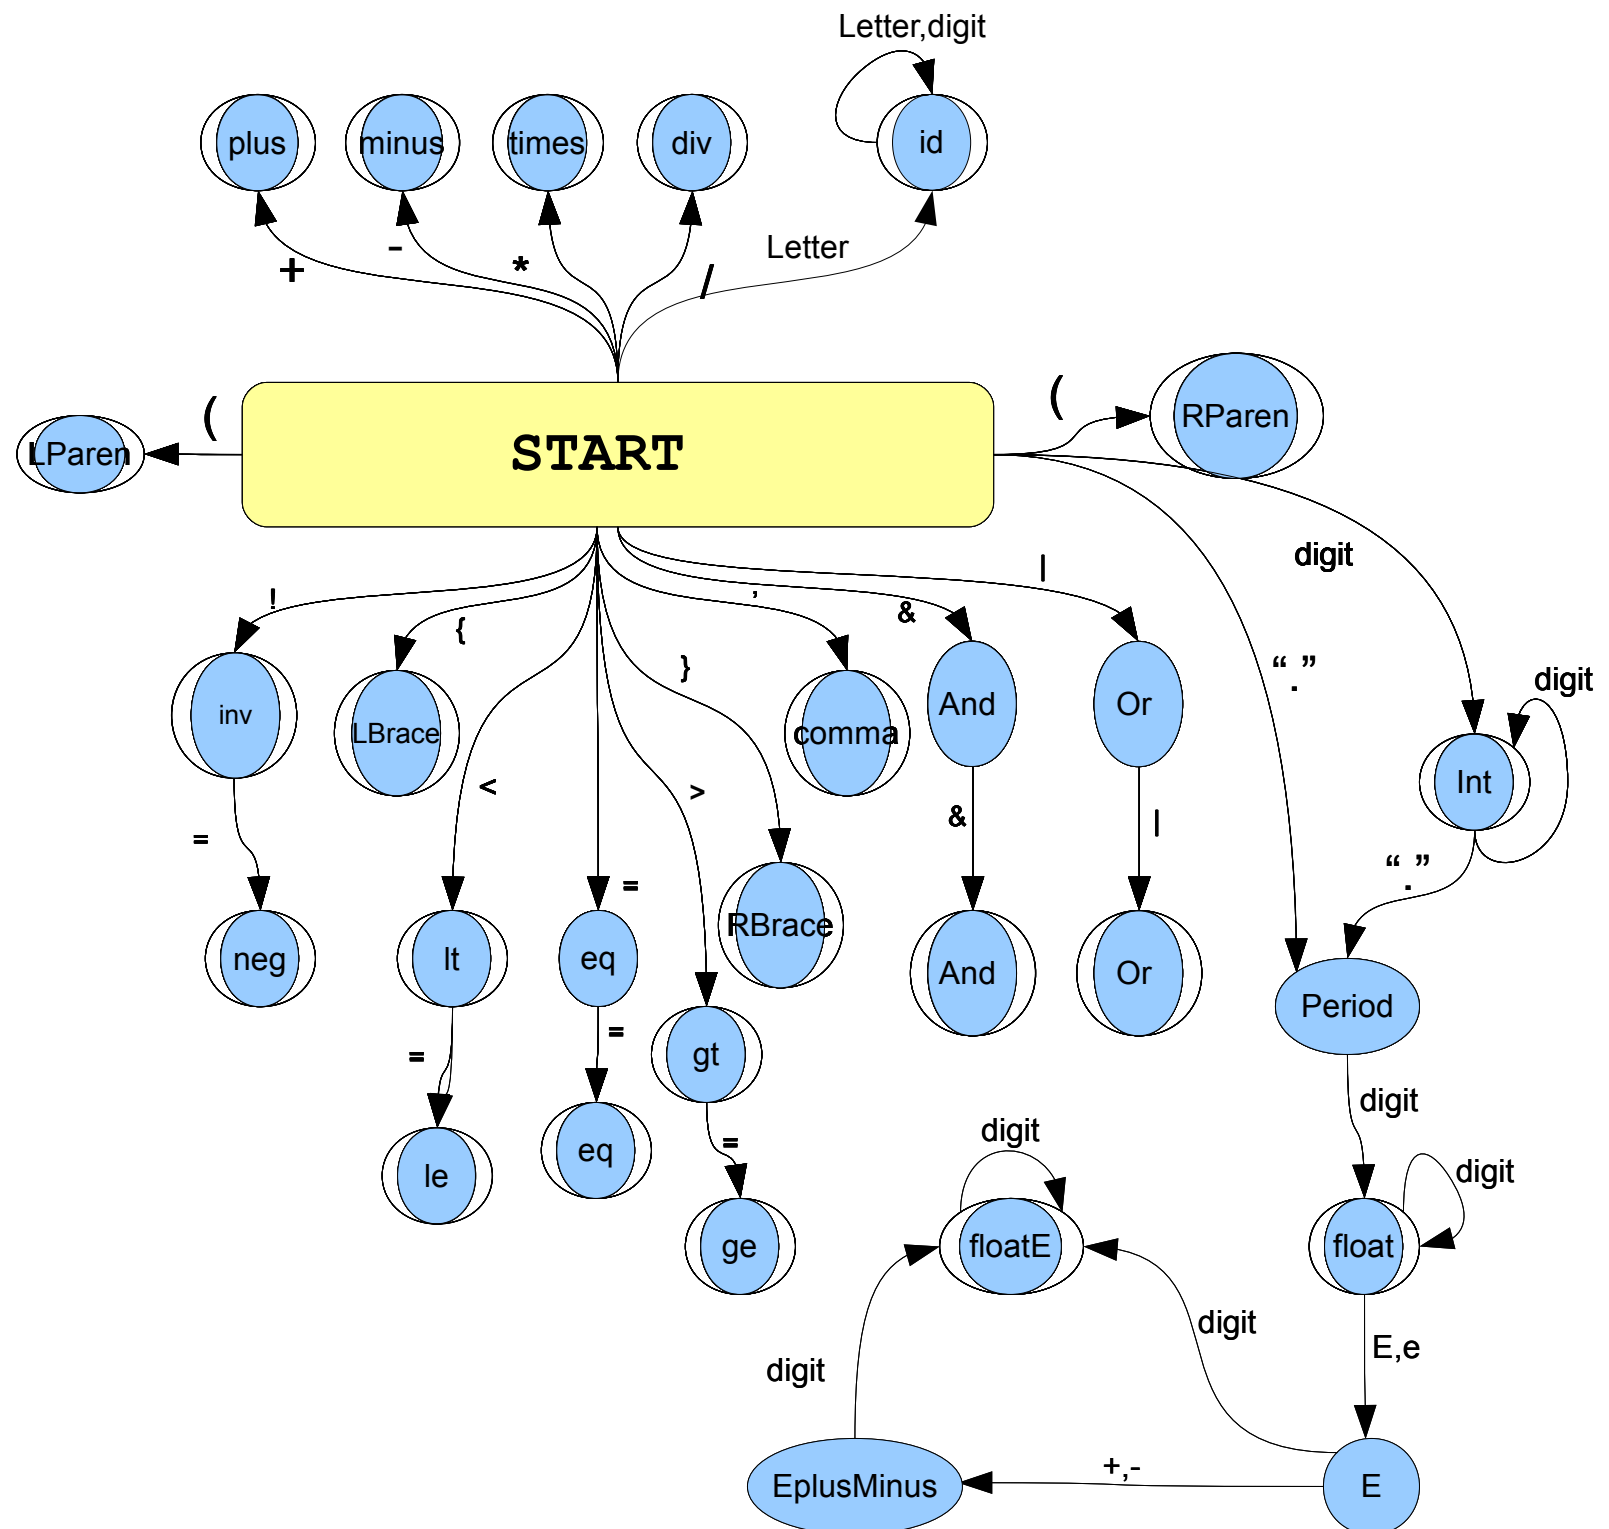 Letter,digit
plus
minus
times
div
id
-
+
*
/
Letter
(
(
RParen
LParen
START
digit
!
{
,
&
|
}
“.”
digit
inv
LBrace
comma
And
Or
Int
<
>
=
&
|
“.”
=
RBrace
neg
lt
eq
And
Or
Period
=
=
gt
digit
=
digit
le
eq
digit
ge
floatE
float
digit
E,e
digit
+,-
EplusMinus
E